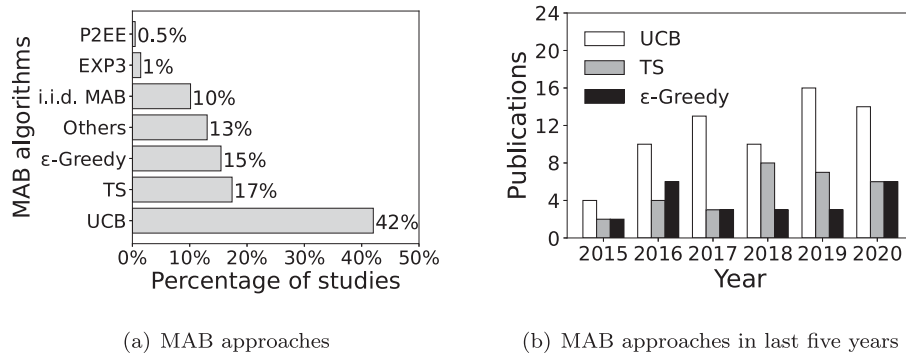 MAB algorithms
P2EE 0.5%
EXP3 1%
i.i.d. MAB 10%
Others 13%
ε-Greedy 15%
TS 17%
UCB 42%
0% 10% 20% 30% 40% 50%
Percentage of studies
(a) MAB approaches
Publications
24
20
16
12
8
4
0
UCB
TS
ε-Greedy
2015 2016 2017 2018 2019 2020
Year
(b) MAB approaches in last five years